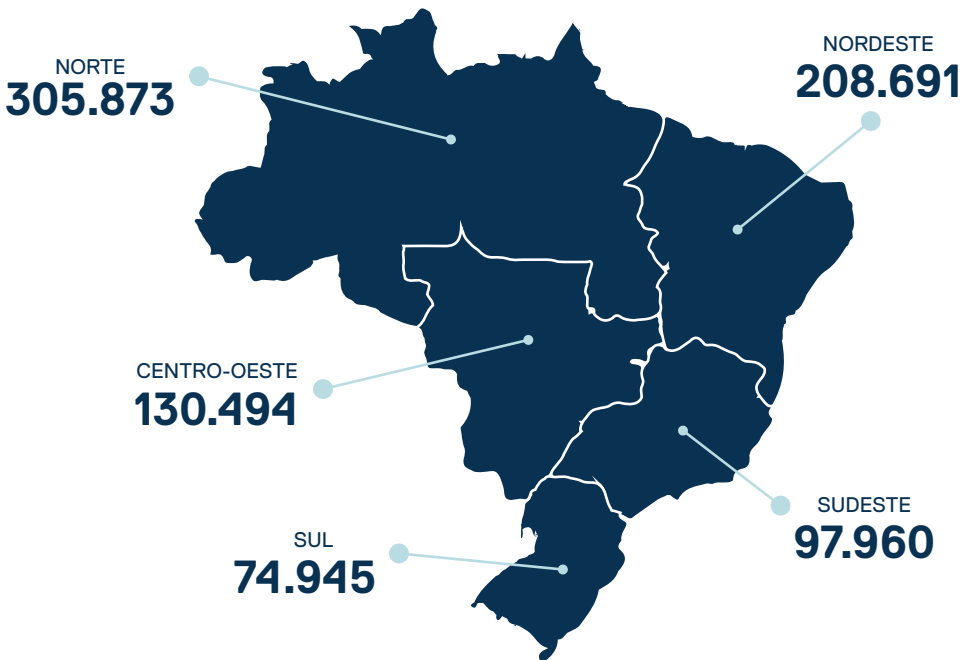 NORTE
305.873
NORDESTE
208.691
CENTRO-OESTE
130.494
SUDESTE
97.960
SUL
74.945